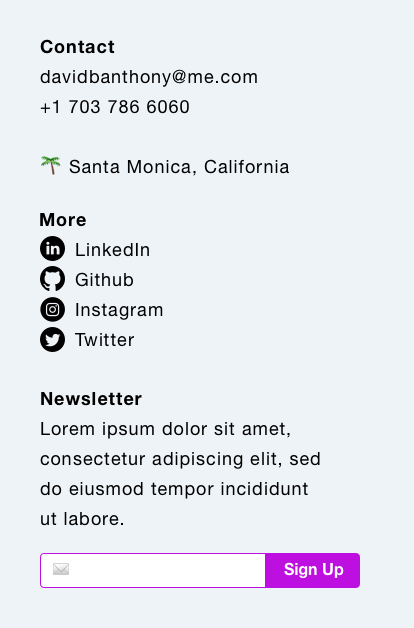 Contact
davidbanthony@me.com
+1 703 786 6060
🌴 Santa Monica, California
More
LinkedIn
Github
Instagram
Twitter
Newsletter
Lorem ipsum dolor sit amet,
consectetur adipiscing elit, sed
do eiusmod tempor incididunt
ut labore.
Sign Up